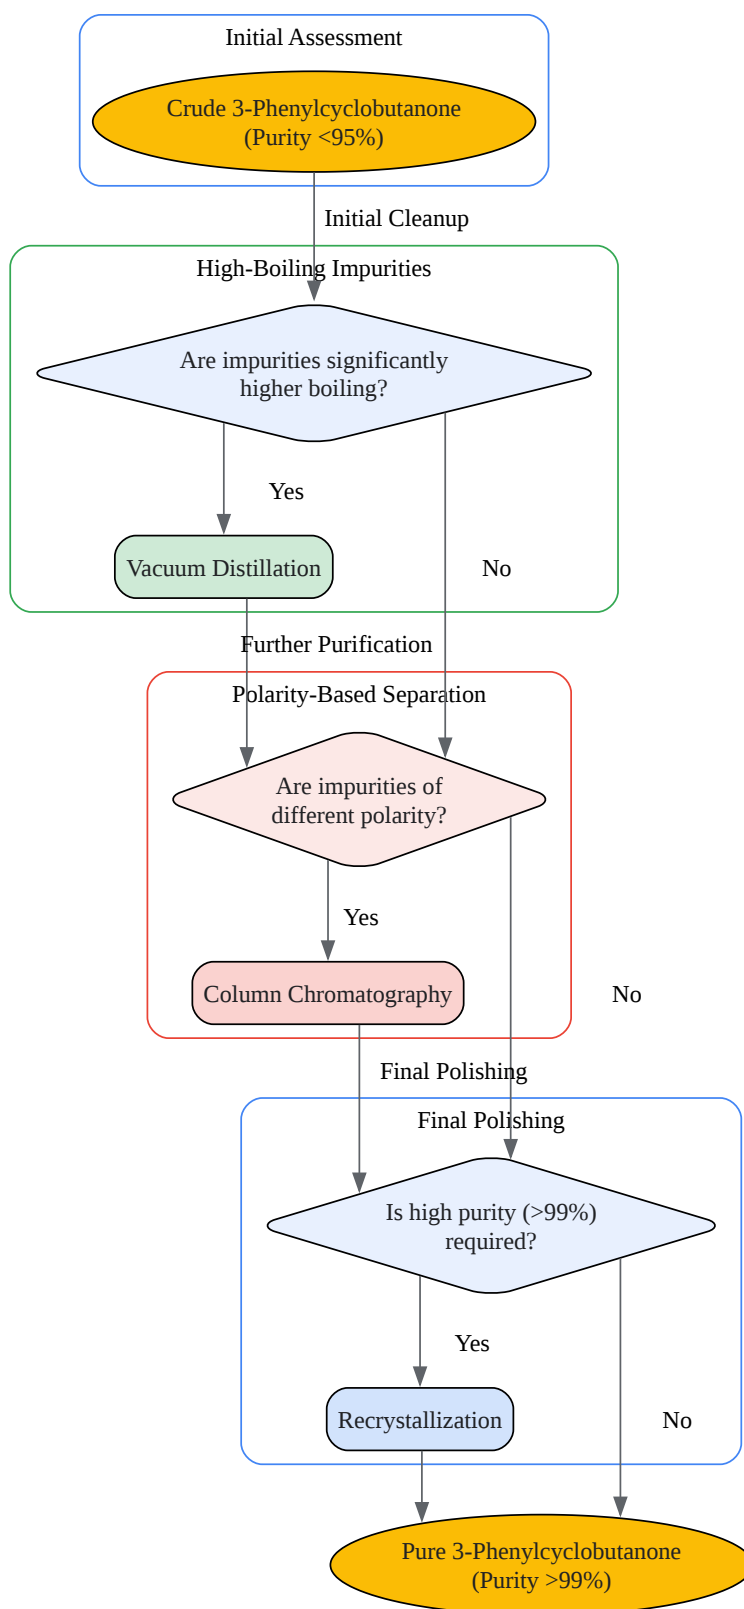 Initial Assessment
Crude 3-Phenylcyclobutanone
(Purity <95%)
Initial Cleanup
High-Boiling Impurities
Are impurities significantly
higher boiling?
Yes
Vacuum Distillation
No
Further Purification
Polarity-Based Separation
Are impurities of
different polarity?
Yes
Column Chromatography
No
Final Polishing
Final Polishing
Is high purity (>99%)
required?
Yes
Recrystallization
No
Pure 3-Phenylcyclobutanone
(Purity >99%)